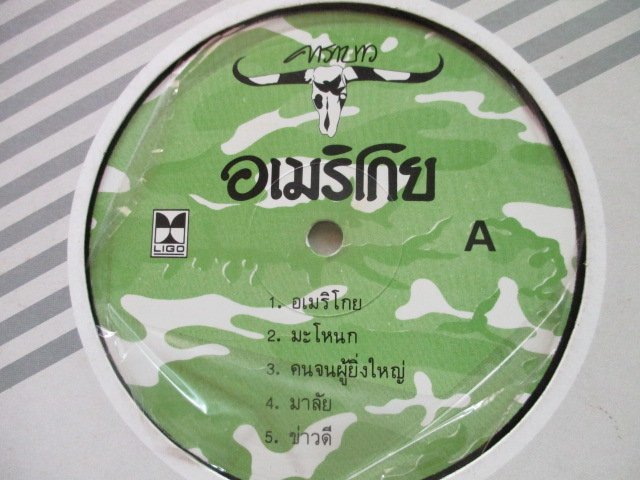 คาราบาว
อเมริโกย
A
LIGO
1. อเมริโกย
2. มะโหนก
3. คนจนผู้ยิ่งใหญ่
4. มาลัย
5. ข่าวดี